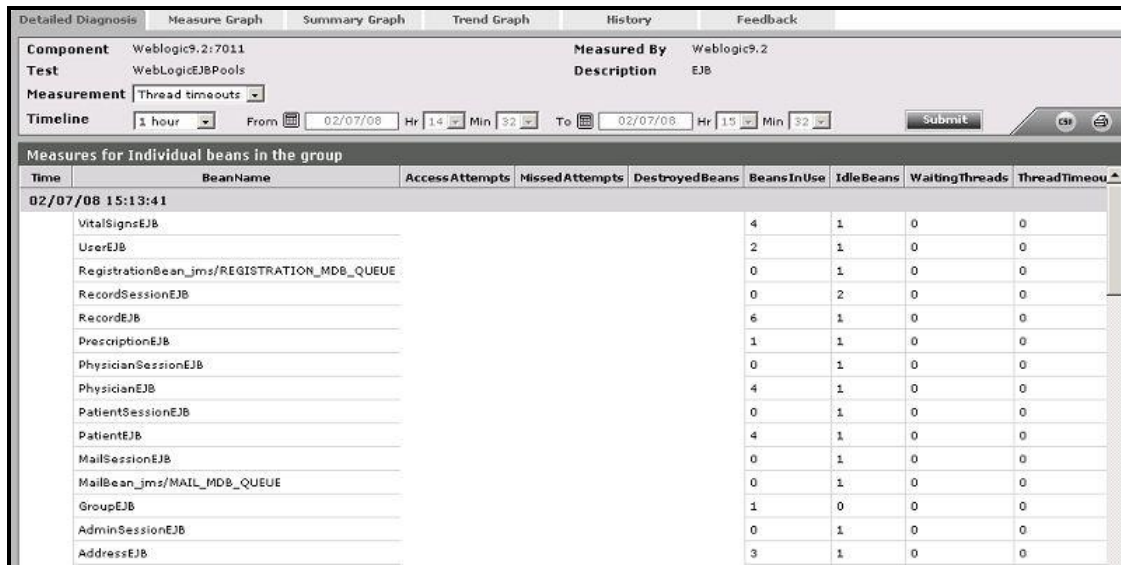 Detailed Diagnosis Measure Graph Summary Graph Trend Graph History Feedback
Component Weblogic9.2:7011 Measured By Weblogic9.2
Test WebLogicEJBPools Description EJB
Measurement Thread timeouts
Timeline 1 hour From 02/07/08 Hr 14 Min 32 To 02/07/08 Hr 15 Min 32 Submit
Measures for Individual beans in the group
Time BeanName AccessAttempts MissedAttempts DestroyedBeans BeansInUse IdleBeans WaitingThreads ThreadTimeou
02/07/08 15:13:41
VitalSignsEJB 4 1 0 0
UserEJB 2 1 0 0
RegistrationBean_jms/REGISTRATION_MDB_QUEUE 0 1 0 0
RecordSessionEJB 0 2 0 0
RecordEJB 6 1 0 0
PrescriptionEJB 1 1 0 0
PhysicianSessionEJB 0 1 0 0
PhysicianEJB 4 1 0 0
PatientSessionEJB 0 1 0 0
PatientEJB 4 1 0 0
MailSessionEJB 0 1 0 0
MailBean_jms/MAIL_MDB_QUEUE 0 1 0 0
GroupEJB 1 0 0 0
AdminSessionEJB 0 1 0 0
AddressEJB 3 1 0 0